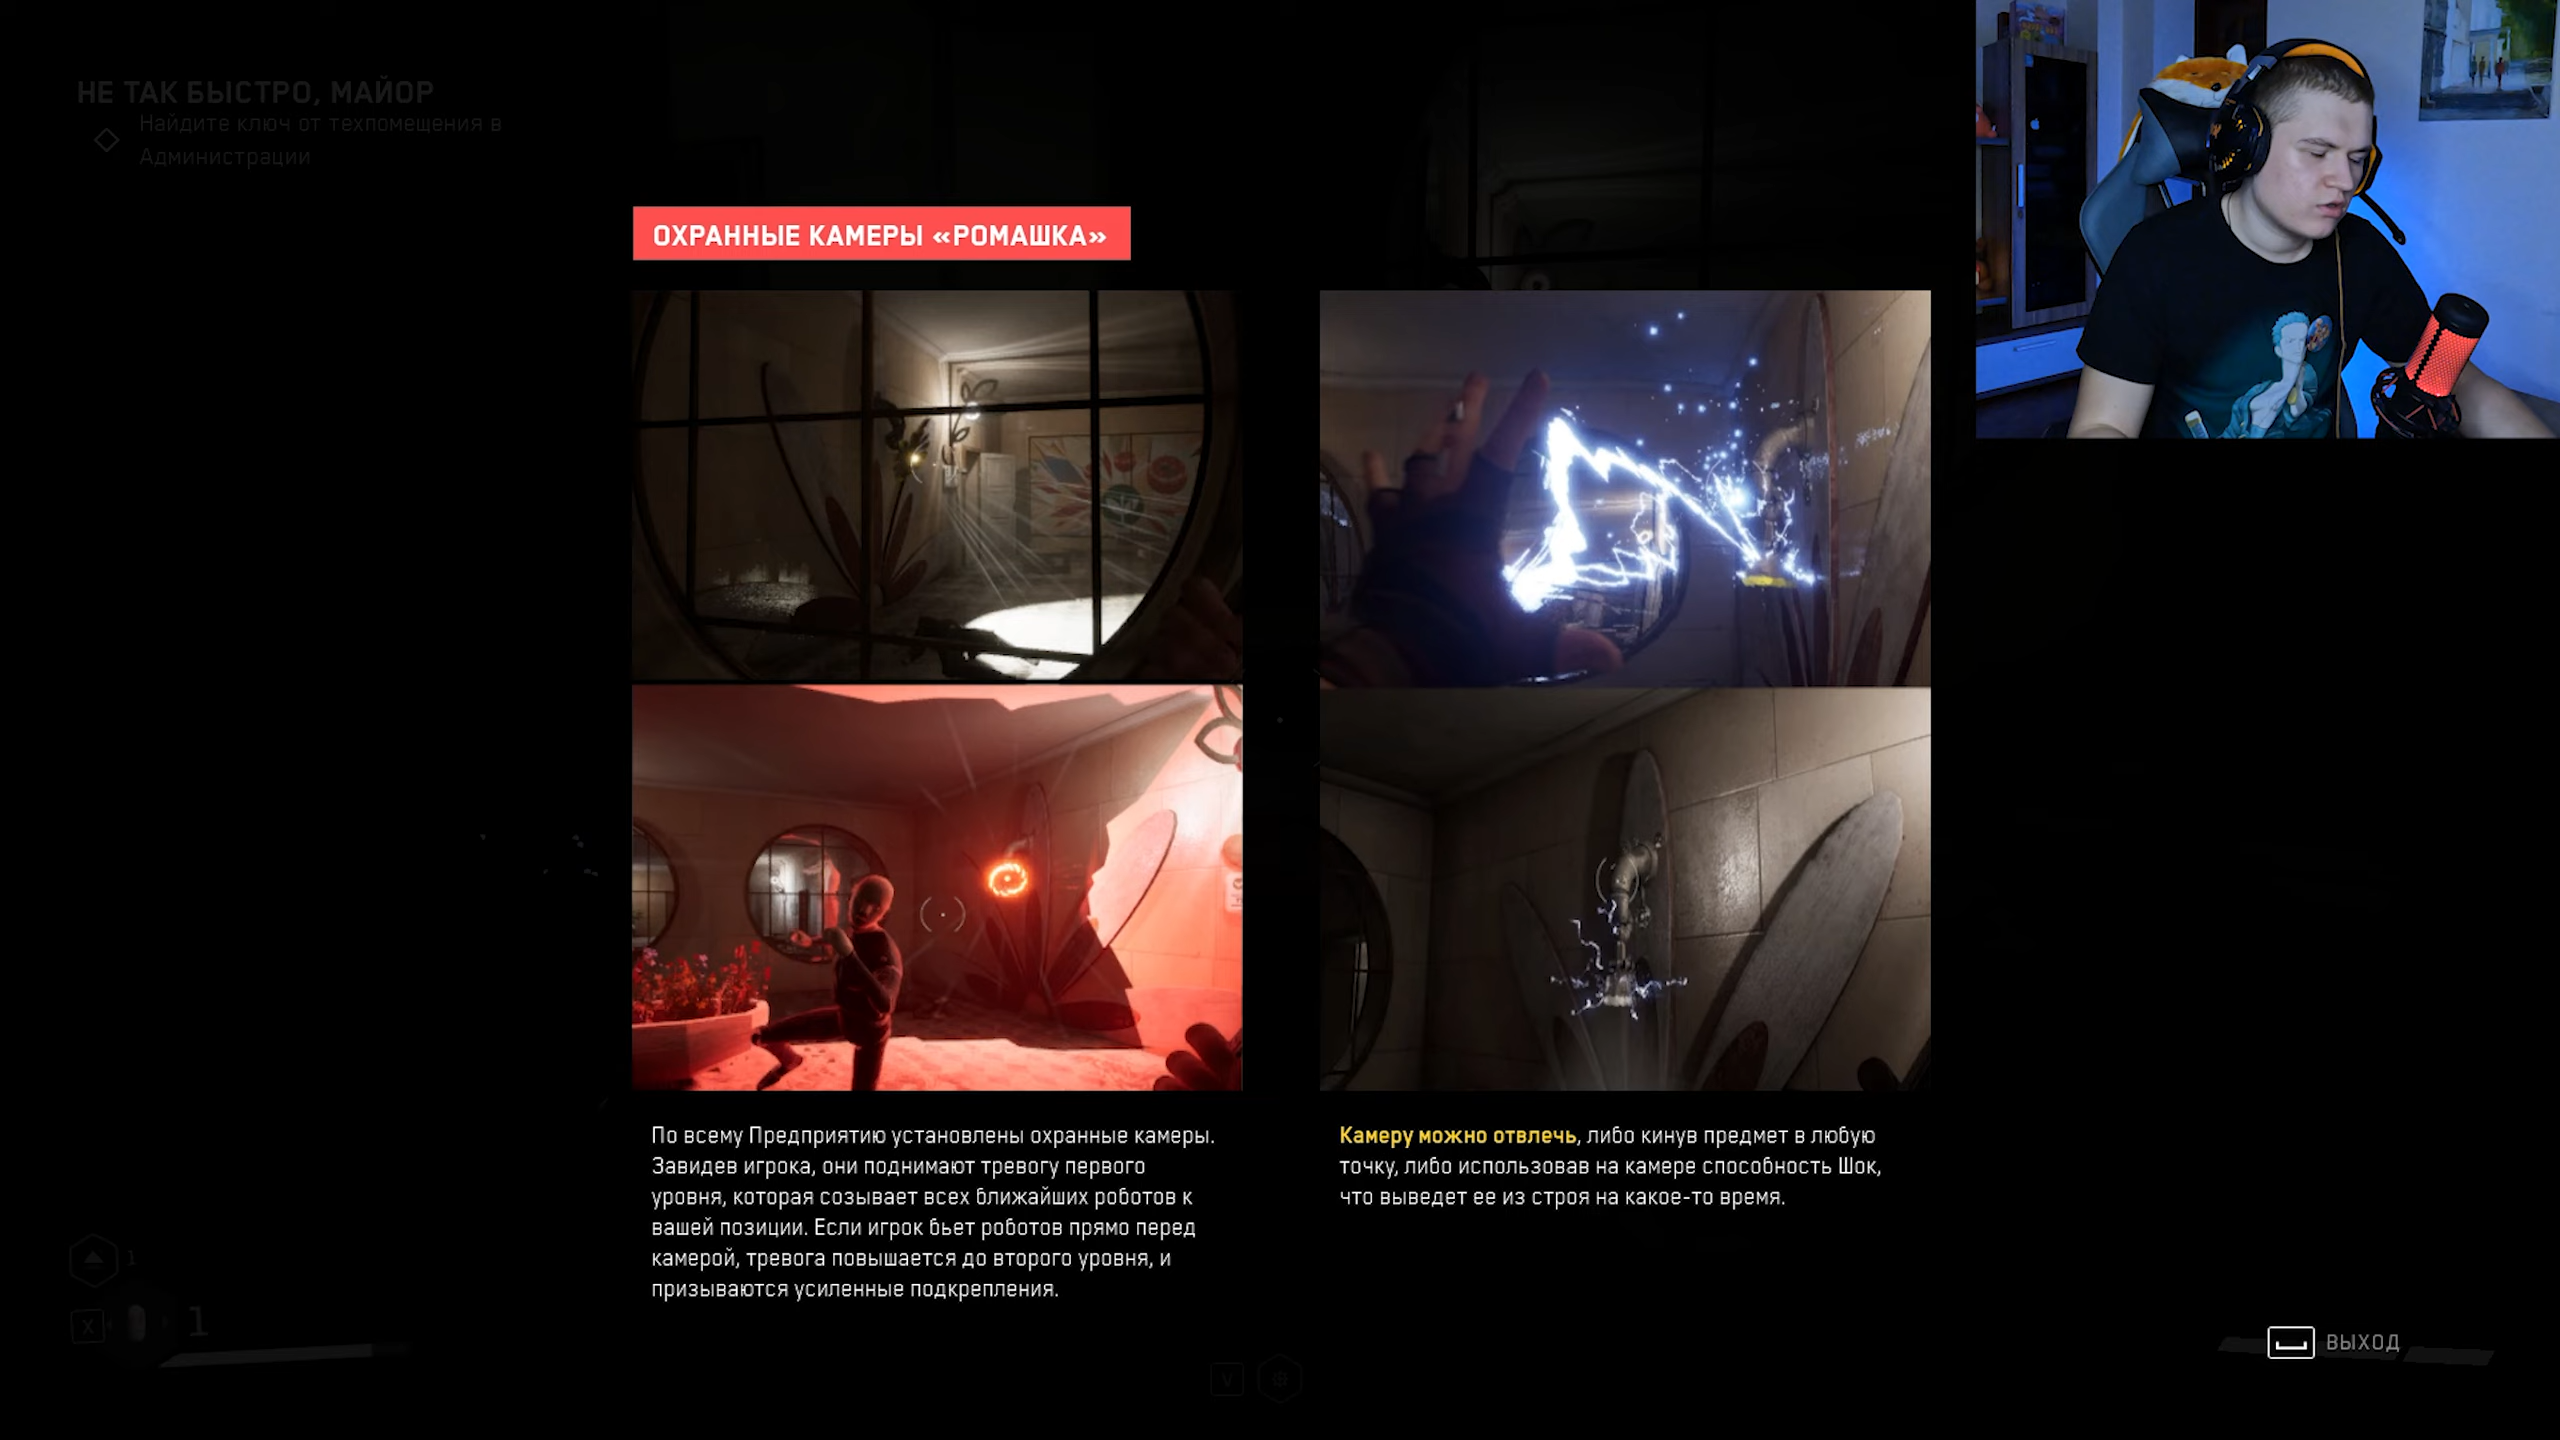 НЕ ТАК БЫСТРО, МАЙОР
Найдите ключ от техпомещения в
Администрации
ОХРАННЫЕ КАМЕРЫ «РОМАШКА»
По всему Предприятию установлены охранные камеры.
Завидев игрока, они поднимают тревогу первого
уровня, которая созывает всех ближайших роботов к
вашей позиции. Если игрок бьет роботов прямо перед
камерой, тревога повышается до второго уровня, и
призываются усиленные подкрепления.
Камеру можно отвлечь, либо кинув предмет в любую
точку, либо использовав на камере способность Шок,
что выведет ее из строя на какое-то время.
1
X
1
V
ВЫХОД